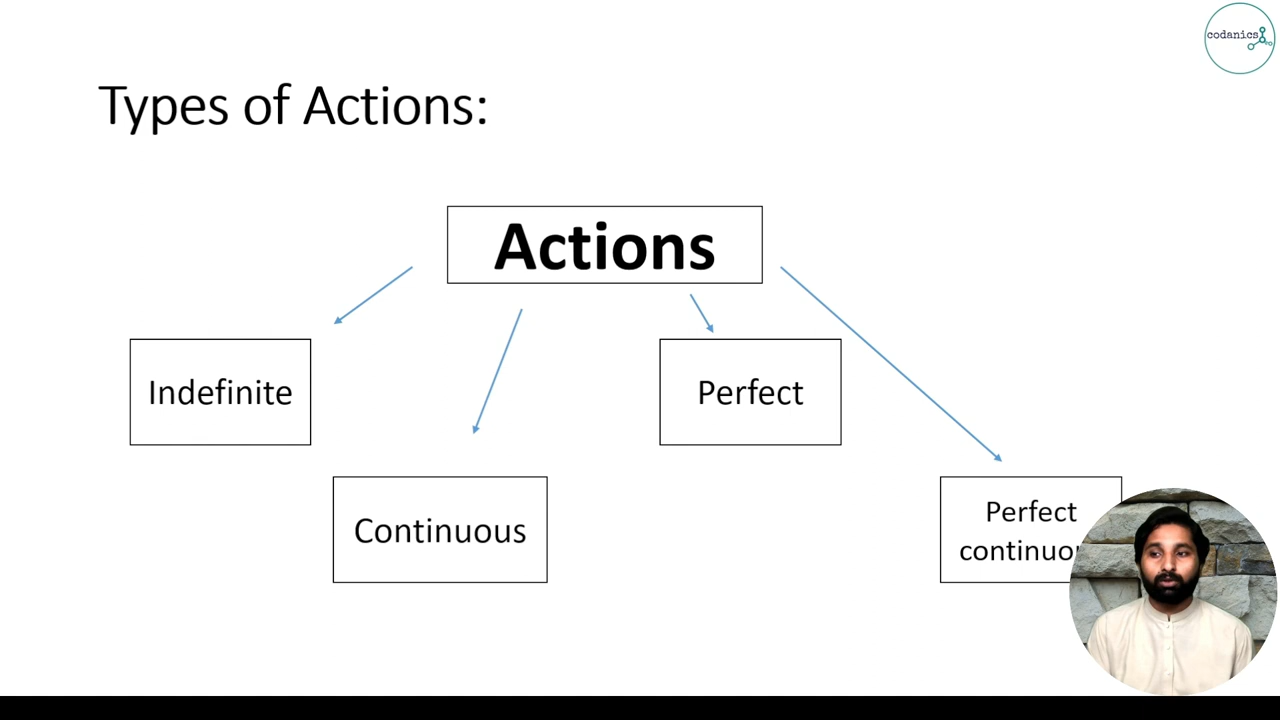 codanics
Types of Actions:
Actions
Indefinite
Perfect
Continuous
Perfect